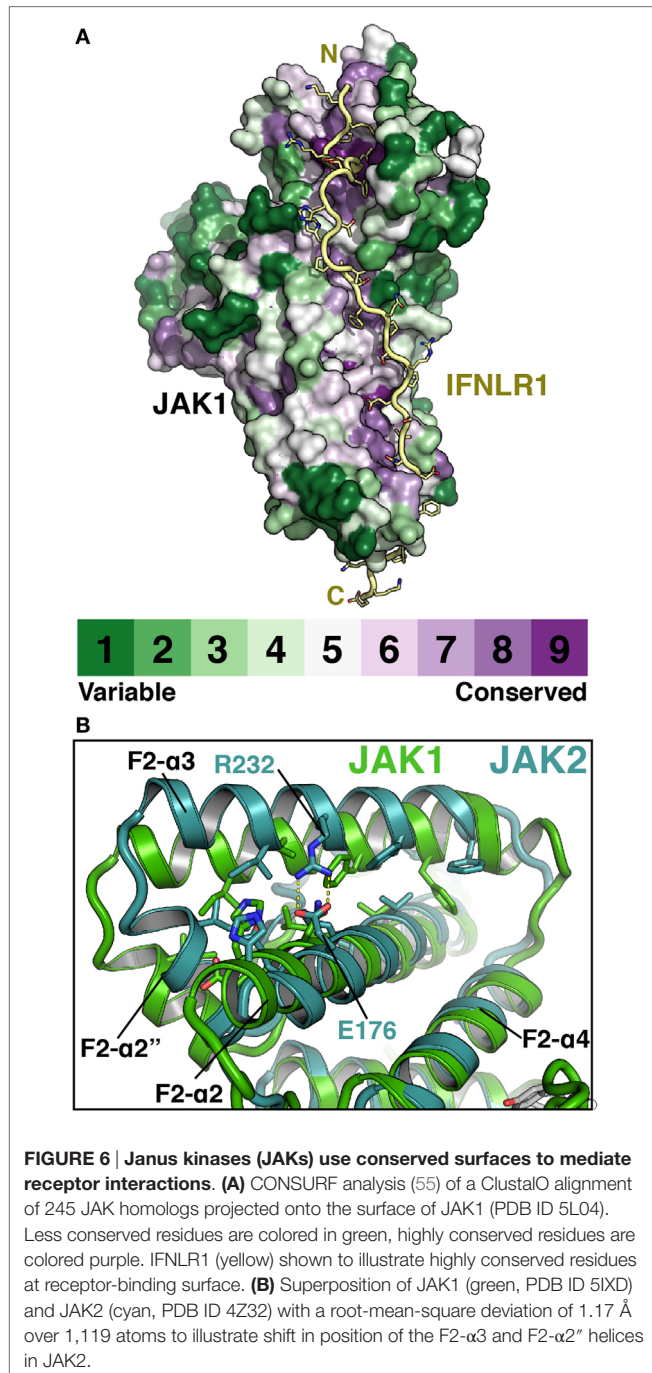 A
N
JAK1
IFNLR1
C
1 2 3 4 5 6 7 8 9
Variable Conserved
B
F2-α3 R232 JAK1 JAK2
F2-α2” E176 F2-α4
F2-α2
FIGURE 6 | Janus kinases (JAKs) use conserved surfaces to mediate
receptor interactions. (A) CONSURF analysis (55) of a ClustalO alignment
of 245 JAK homologs projected onto the surface of JAK1 (PDB ID 5L04).
Less conserved residues are colored in green, highly conserved residues are
colored purple. IFNLR1 (yellow) shown to illustrate highly conserved residues
at receptor-binding surface. (B) Superposition of JAK1 (green, PDB ID 5IXD)
and JAK2 (cyan, PDB ID 4Z32) with a root-mean-square deviation of 1.17 Å
over 1,119 atoms to illustrate shift in position of the F2-α3 and F2-α2″ helices
in JAK2.